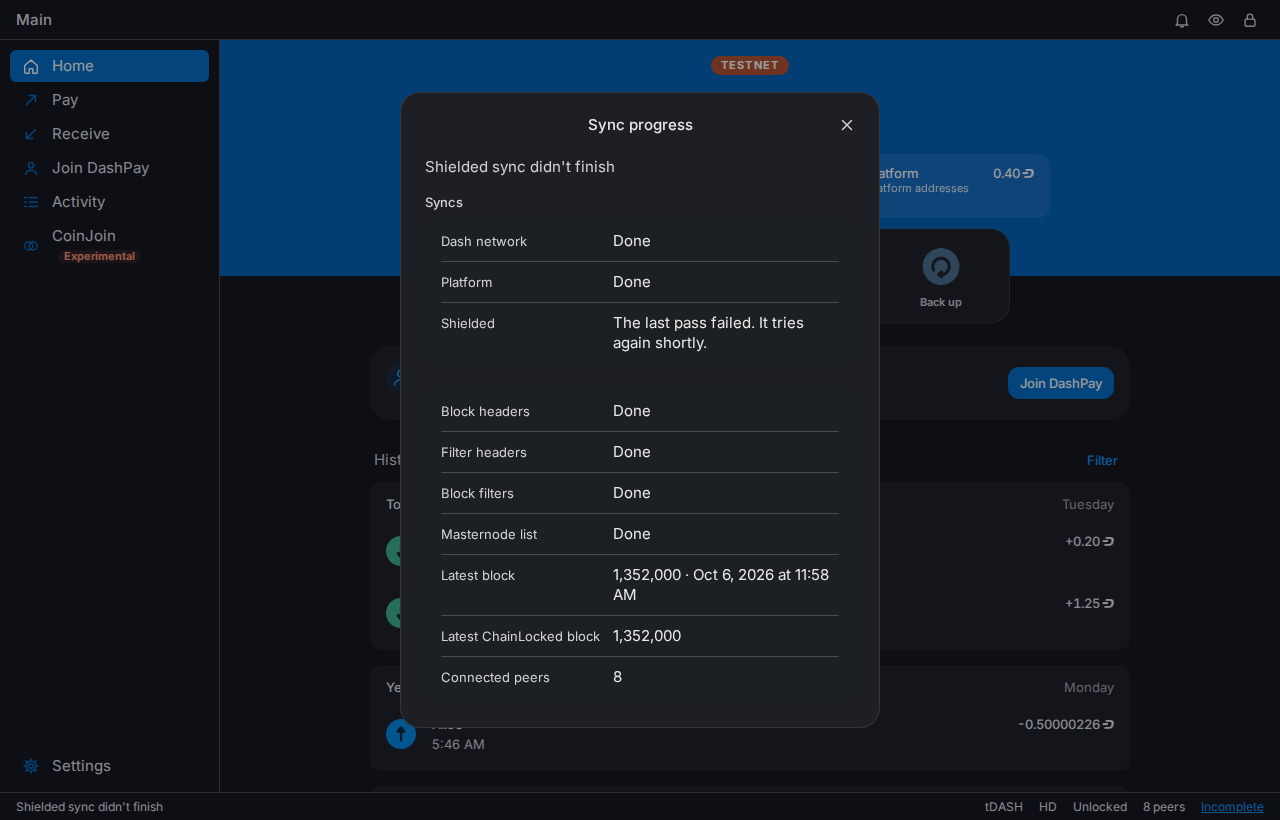 Main
Home
Pay
Receive
Join DashPay
Activity
CoinJoin
Experimental
Settings
TESTNET
0.40
addresses
Back up
Join DashPay
Filter
Tuesday
+0.20
+1.25
Monday
-0.50000226
5:46 AM
Sync progress
Shielded sync didn't finish
Syncs
Dash network Done
Platform Done
Shielded The last pass failed. It tries
again shortly.
Block headers Done
Filter headers Done
Block filters Done
Masternode list Done
Latest block 1,352,000 · Oct 6, 2026 at 11:58
AM
Latest ChainLocked block 1,352,000
Connected peers 8
Shielded sync didn't finish
tDASH HD Unlocked 8 peers Incomplete